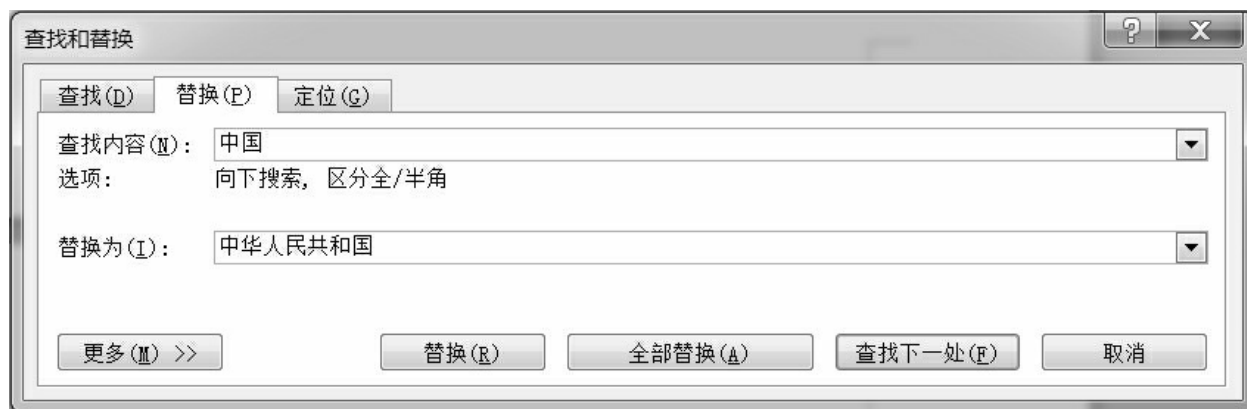 查找和替换
查找(D) 替换(P) 定位(G)
查找内容(N): 中国
选项: 向下搜索, 区分全/半角
替换为(I): 中华人民共和国
更多(M) >> 替换(R) 全部替换(A) 查找下一处(F) 取消